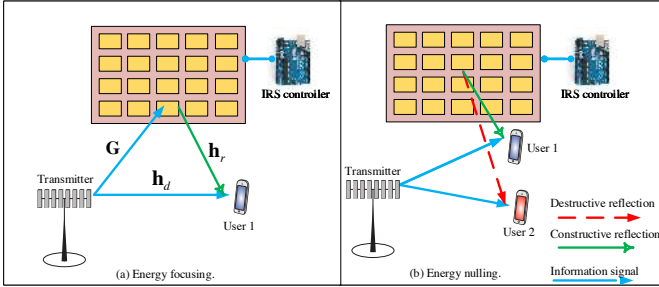 IRS controller
G
h_r
Transmitter
h_d
User 1
(a) Energy focusing.
IRS controller
User 1
Transmitter
User 2
Destructive reflection
Constructive reflection
Information signal
(b) Energy nulling.